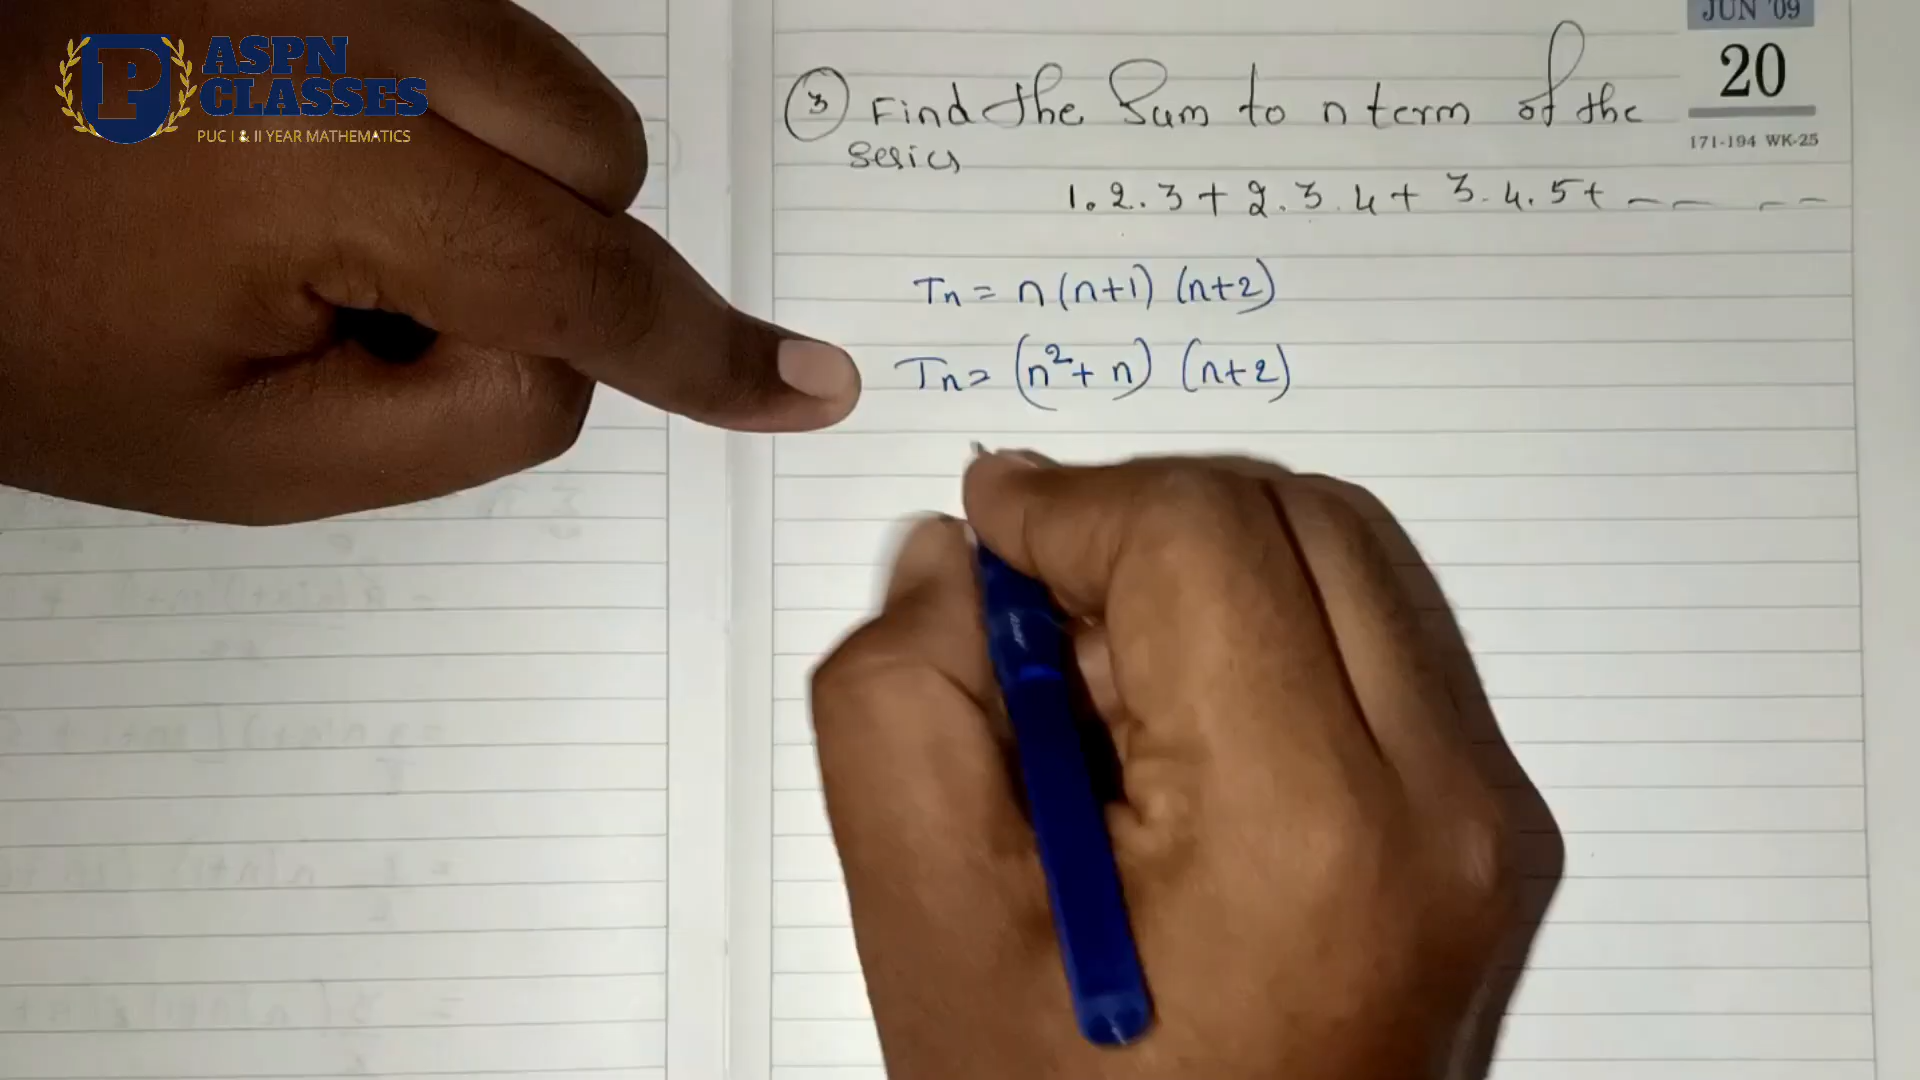 ASPN
CLASSES
PUC I & II YEAR MATHEMATICS
JUN '09
20
171-194 WK-25
③ Find the Sum to n term of the
series
1.2.3 + 2.3.4 + 3.4.5 + _ _ _ _
Tn = n(n+1) (n+2)
Tn = (n²+n) (n+2)